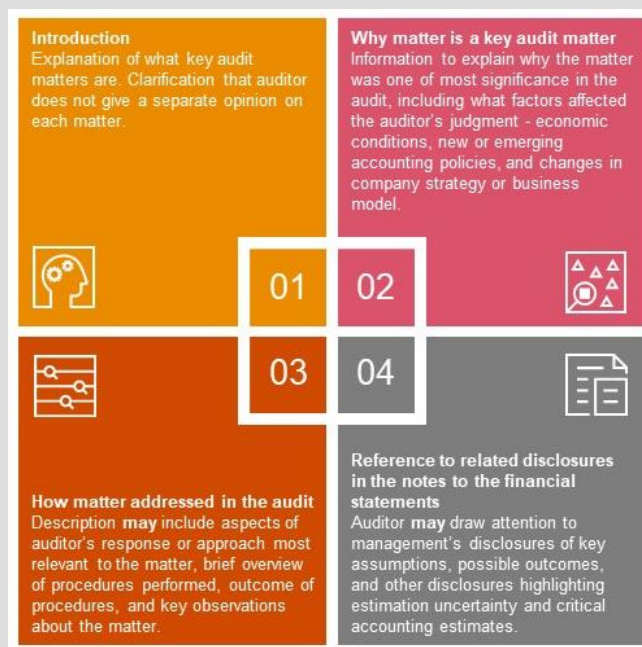 Introduction
Explanation of what key audit
matters are. Clarification that auditor
does not give a separate opinion on
each matter.
01
Why matter is a key audit matter
Information to explain why the matter
was one of most significance in the
audit, including what factors affected
the auditor's judgment - economic
conditions, new or emerging
accounting policies, and changes in
company strategy or business
model.
02
03
How matter addressed in the audit
Description may include aspects of
auditor's response or approach most
relevant to the matter, brief overview
of procedures performed, outcome of
procedures, and key observations
about the matter.
04
Reference to related disclosures
in the notes to the financial
statements
Auditor may draw attention to
management's disclosures of key
assumptions, possible outcomes,
and other disclosures highlighting
estimation uncertainty and critical
accounting estimates.